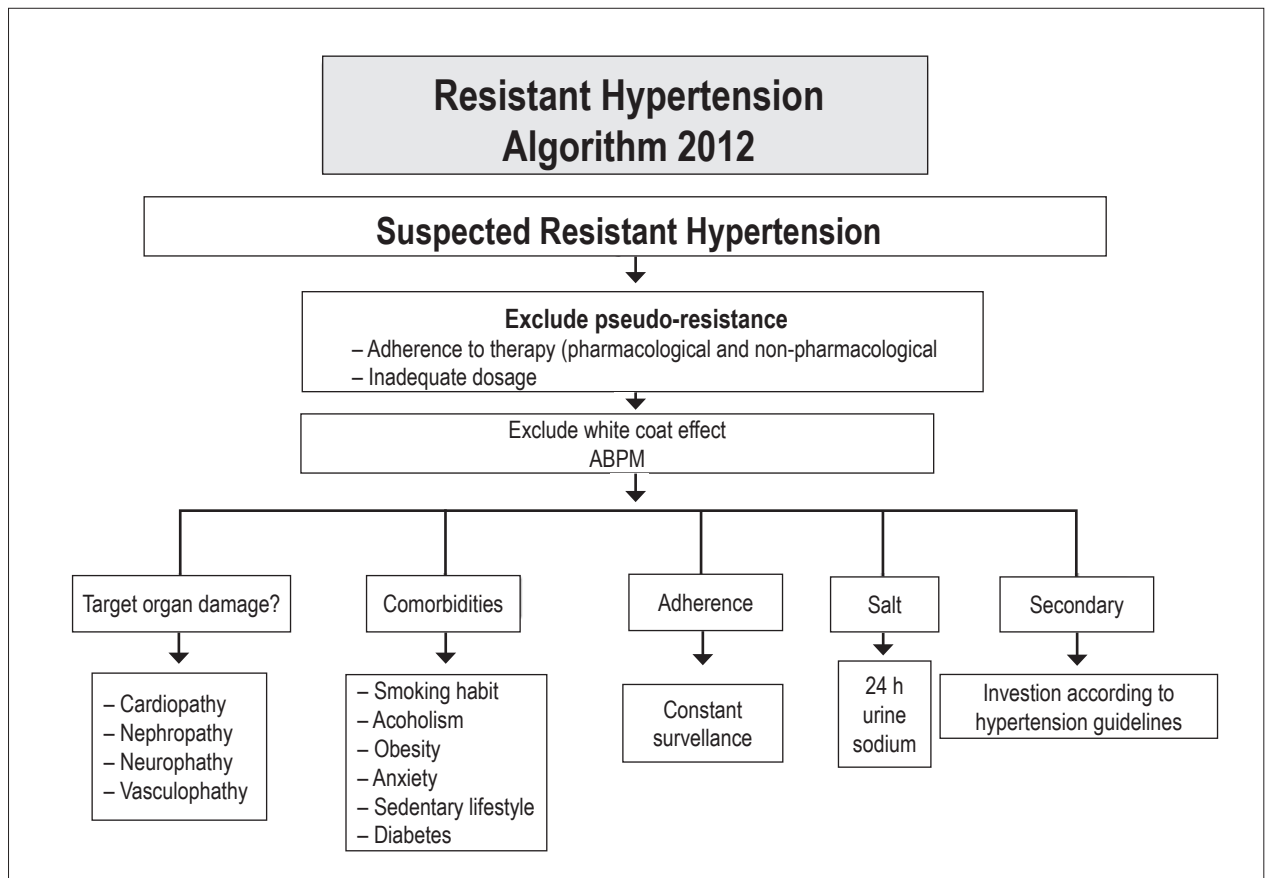 Resistant Hypertension
Algorithm 2012
Suspected Resistant Hypertension
Exclude pseudo-resistance
– Adherence to therapy (pharmacological and non-pharmacological
– Inadequate dosage
Exclude white coat effect
ABPM
Target organ damage?
– Cardiopathy
– Nephropathy
– Neurophathy
– Vasculophathy
Comorbidities
– Smoking habit
– Acoholism
– Obesity
– Anxiety
– Sedentary lifestyle
– Diabetes
Adherence
Constant
survellance
Salt
24 h
urine
sodium
Secondary
Investion according to
hypertension guidelines